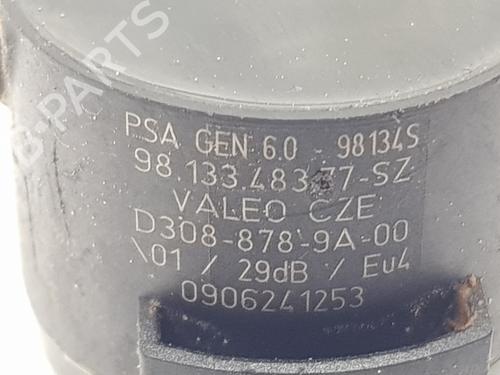 B-PARTS
PSA GEN 6.0 - 98134S
98.133.483.77-SZ
VALEO CZE
D308-878-9A-00
\01 / 29dB / Eu4
0906241253